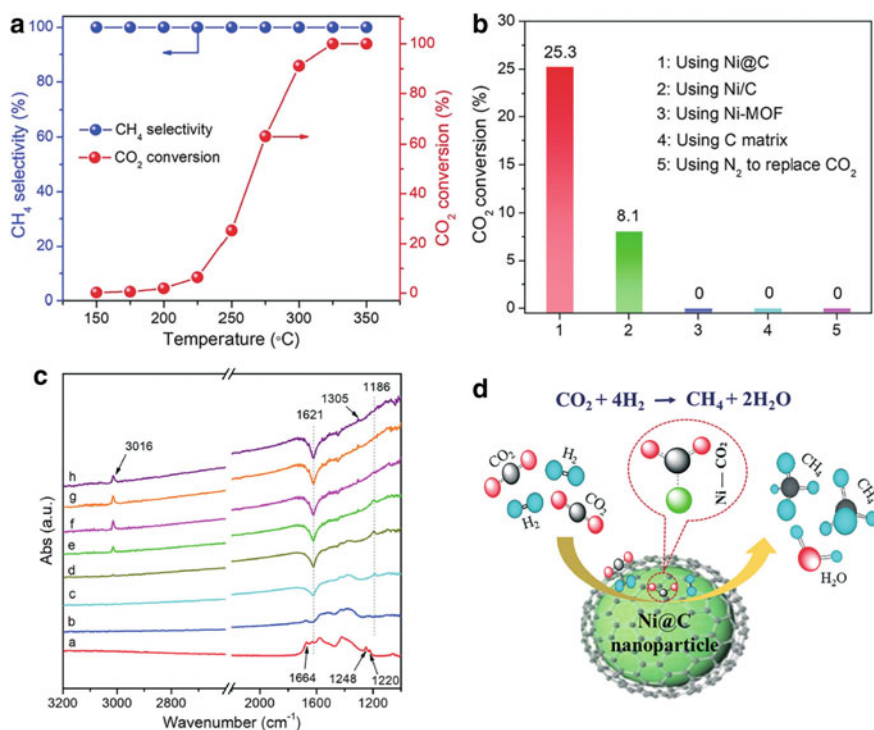 a
100
80
60
40
20
0
CH₄ selectivity (%)
CH₄ selectivity
CO₂ conversion
100
80
60
40
20
0
CO₂ conversion (%)
150 200 250 300 350
Temperature (◦C)
b
30
25
20
15
10
5
0
CO₂ conversion (%)
25.3
8.1
0 0 0
1: Using Ni@C
2: Using Ni/C
3: Using Ni-MOF
4: Using C matrix
5: Using N₂ to replace CO₂
1 2 3 4 5
c
Abs (a.u.)
3016
1621
1305
1186
h
g
f
e
d
c
b
a
1664
1248
1220
3200 2800 2000 1600 1200
Wavenumber (cm⁻¹)
d
CO₂ + 4H₂ → CH₄ + 2H₂O
CO₂
H₂
H₂
CO₂
Ni — CO₂
CH₄
CH₄
H₂O
Ni@C
nanoparticle